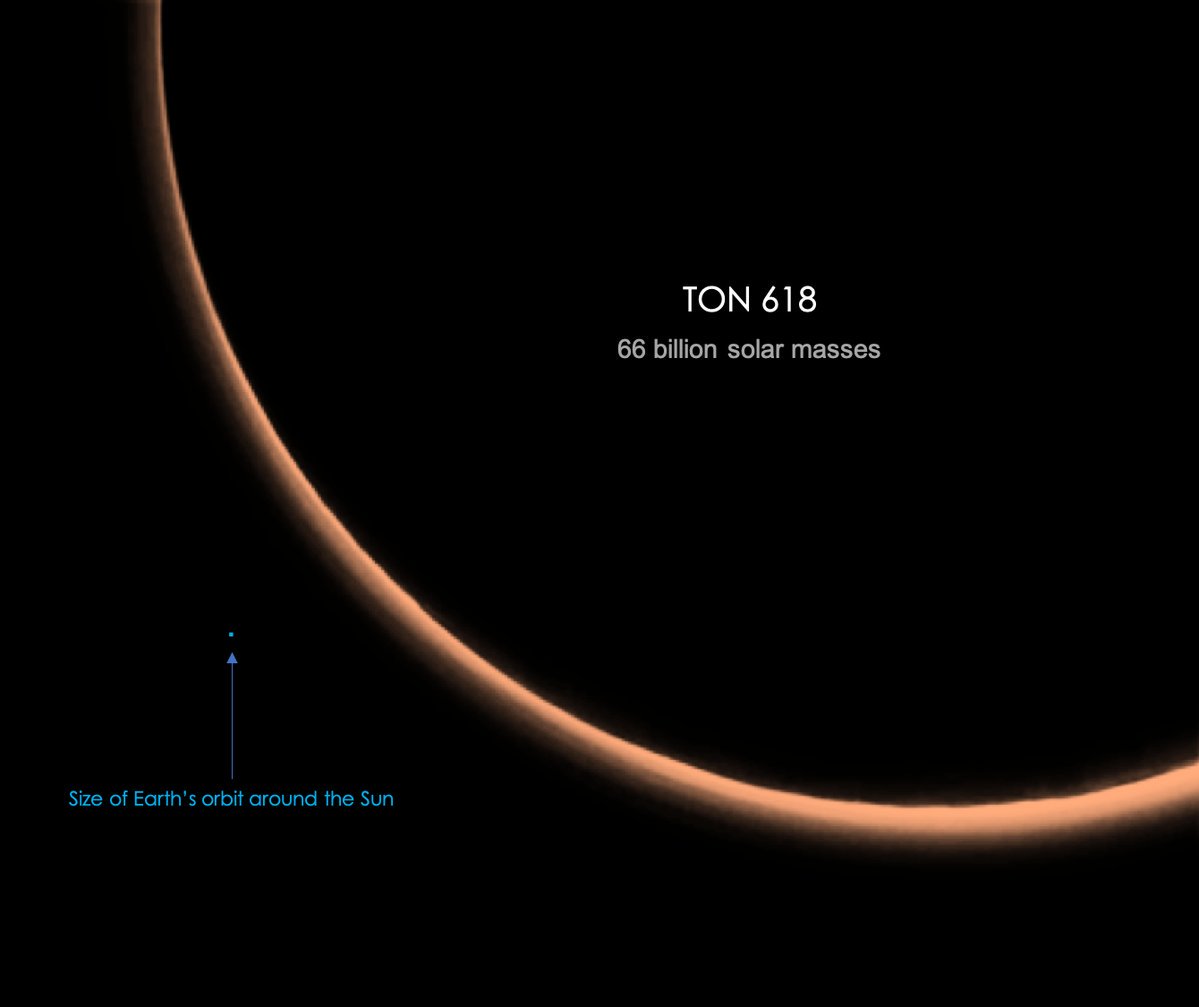 TON 618
66 billion solar masses
Size of Earth's orbit around the Sun